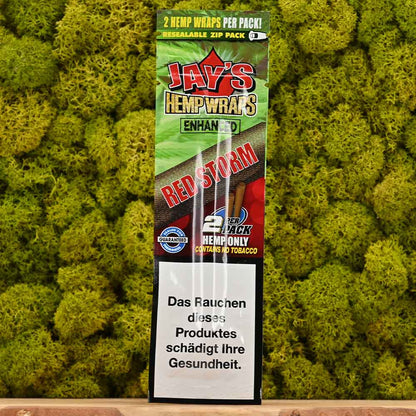 2 HEMP WRAPS PER PACK!
RESEALABLE ZIP PACK
JAY'S
HEMP WRAPS
ENHANCED
RED STORM
2 PER
PACK
GUARANTEED
HEMP ONLY
CONTAINS NO TOBACCO
Das Rauchen
dieses
Produktes
schädigt Ihre
Gesundheit.